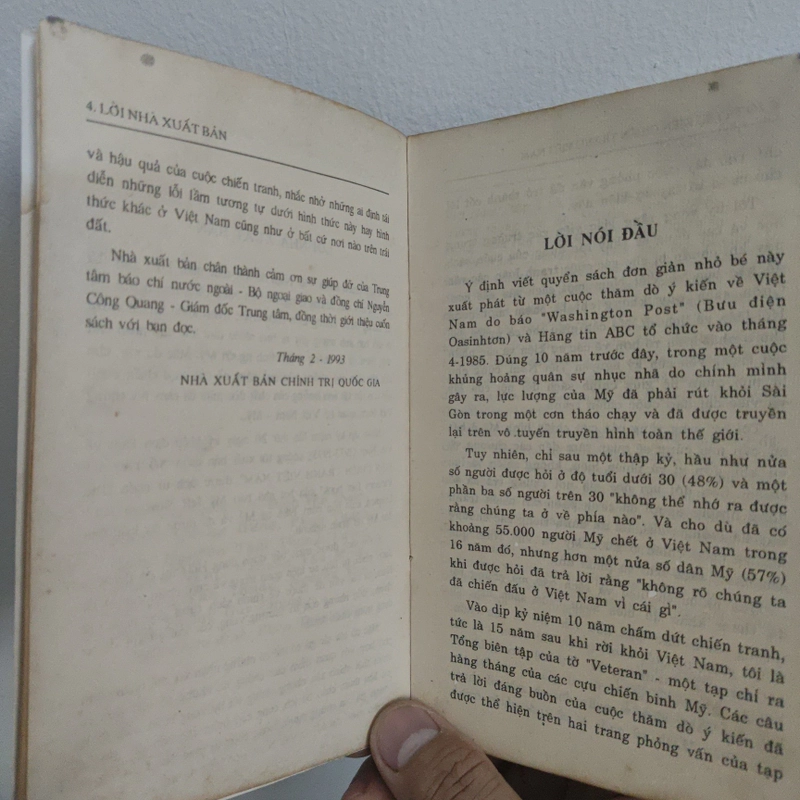 4. LỜI NHÀ XUẤT BẢN
và hậu quả của cuộc chiến tranh, nhắc nhở những ai định tái
diễn những lỗi lầm tương tự dưới hình thức này hay hình
thức khác ở Việt Nam cũng như ở bất cứ nơi nào trên trái
đất.
Nhà xuất bản chân thành cảm ơn sự giúp đỡ của Trung
tâm báo chí nước ngoài - Bộ ngoại giao và đồng chí Nguyễn
Công Quang - Giám đốc Trung tâm, đồng thời giới thiệu cuốn
sách với bạn đọc.
Tháng 2 - 1993
NHÀ XUẤT BẢN CHÍNH TRỊ QUỐC GIA
LỜI NÓI ĐẦU
Ý định viết quyển sách đơn giản nhỏ bé này
xuất phát từ một cuộc thăm dò ý kiến về Việt
Nam do báo "Washington Post" (Bưu điện
Oasinhtơn) và Hãng tin ABC tổ chức vào tháng
4-1985. Đúng 10 năm trước đây, trong một cuộc
khủng hoảng quân sự nhục nhã do chính mình
gây ra, lực lượng của Mỹ đã phải rút khỏi Sài
Gòn trong một cơn tháo chạy và đã được truyền
lại trên vô tuyến truyền hình toàn thế giới.
Tuy nhiên, chỉ sau một thập kỷ, hầu như nửa
số người được hỏi ở độ tuổi dưới 30 (48%) và một
phần ba số người trên 30 "không thể nhớ ra được
rằng chúng ta ở về phía nào". Và cho dù đã có
khoảng 55.000 người Mỹ chết ở Việt Nam trong
16 năm đó, nhưng hơn một nửa số dân Mỹ (57%)
khi được hỏi đã trả lời rằng "không rõ chúng ta
đã chiến đấu ở Việt Nam vì cái gì".
Vào dịp kỷ niệm 10 năm chấm dứt chiến tranh,
tức là 15 năm sau khi rời khỏi Việt Nam, tôi là
Tổng biên tập của tờ "Veteran" - một tạp chí ra
hàng tháng của các cựu chiến binh Mỹ. Các câu
trả lời đáng buồn của cuộc thăm dò ý kiến đã
được thể hiện trên hai trang phỏng vấn của tạp